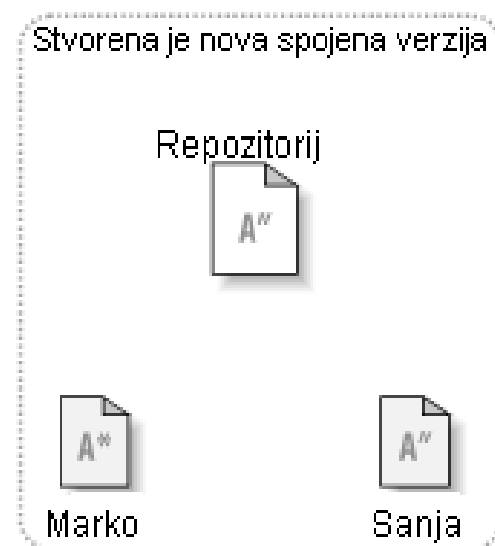 Stvorena je nova spojena verzija
Repozitorij
A"
A* A"
Marko Sanja